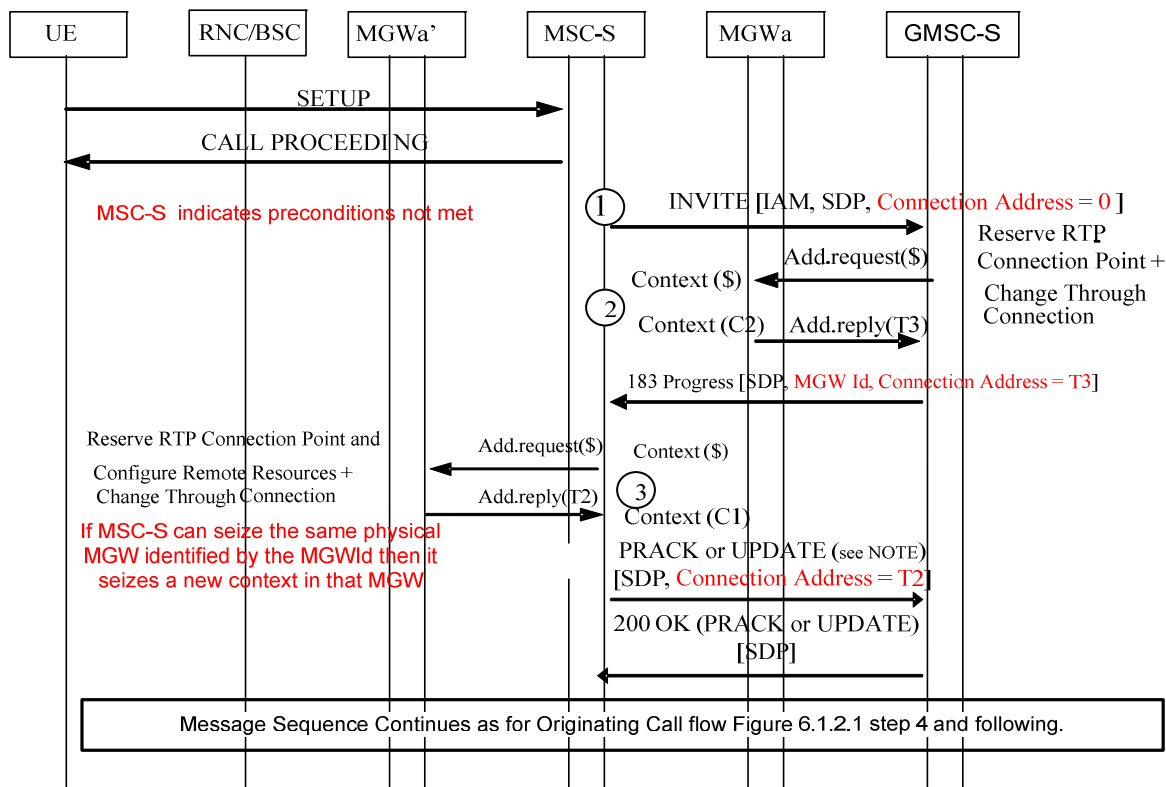 UE
RNC/BSC
MGWa’
MSC-S
MGWa
GMSC-S
SETUP
CALL PROCEEDING
MSC-S indicates preconditions not met
1
INVITE [IAM, SDP, Connection Address = 0 ]
Reserve RTP
Connection Point +
Change Through
Connection
Add.request($)
Context ($)
2
Context (C2)
Add.reply(T3)
183 Progress [SDP, MGW Id, Connection Address = T3]
Reserve RTP Connection Point and
Configure Remote Resources +
Change Through Connection
Add.request($)
Context ($)
Add.reply(T2)
3
Context (C1)
If MSC-S can seize the same physical
MGW identified by the MGWId then it
seizes a new context in that MGW
PRACK or UPDATE (see NOTE)
[SDP, Connection Address = T2]
200 OK (PRACK or UPDATE)
[SDP]
Message Sequence Continues as for Originating Call flow Figure 6.1.2.1 step 4 and following.